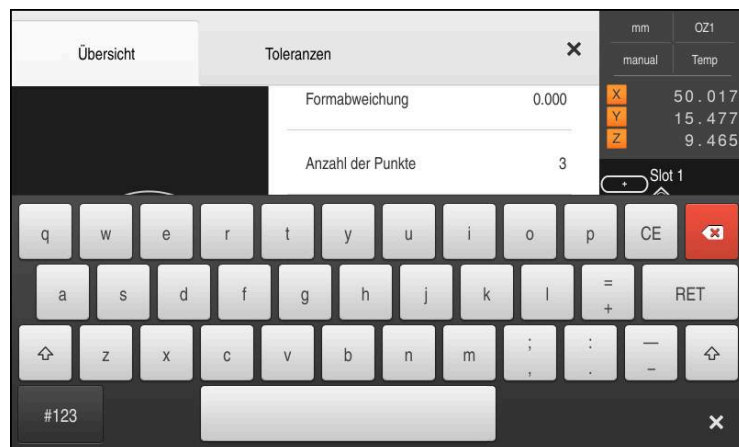 Übersicht Toleranzen × mm OZ1
manual Temp
Formabweichung 0.000 X 50.017
Y 15.477
Z 9.465
Anzahl der Punkte 3
+ Slot 1
q w e r t y u i o p CE
a s d f g h j k l = + RET
z x c v b n m ; , : . — –
#123 ×